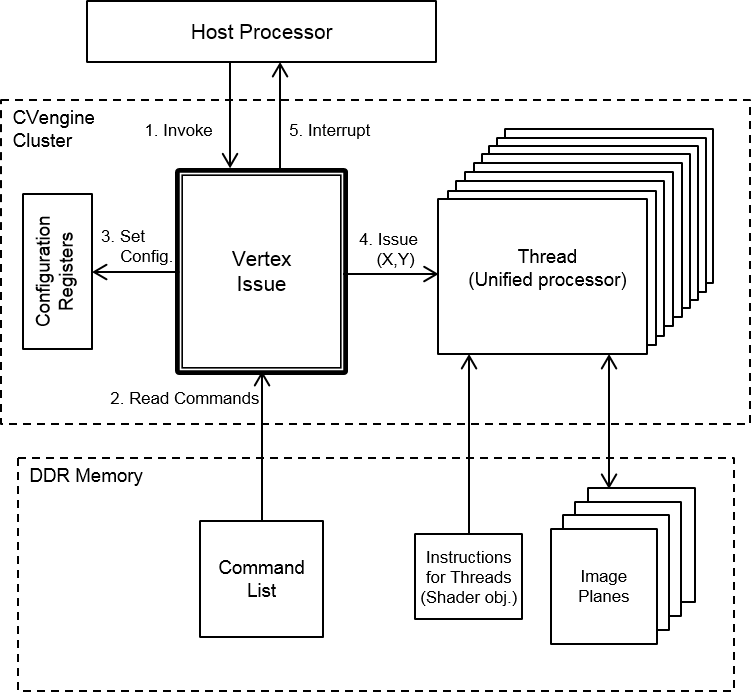 Host Processor
CVengine
Cluster
1. Invoke
5. Interrupt
Configuration
Registers
3. Set
Config.
Vertex
Issue
4. Issue
(X,Y)
Thread
(Unified processor)
2. Read Commands
DDR Memory
Command
List
Instructions
for Threads
(Shader obj.)
Image
Planes